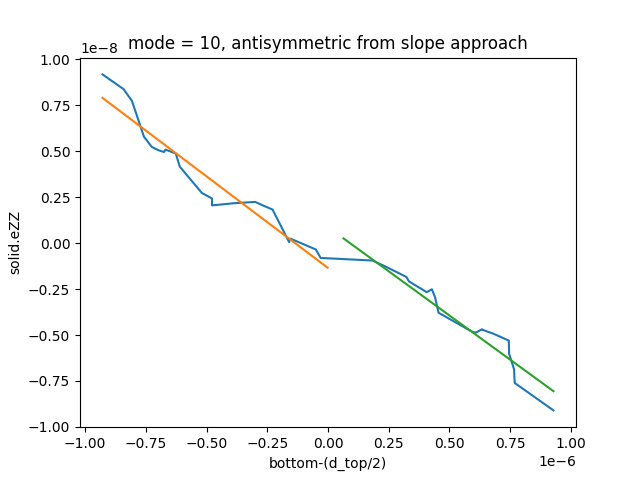 mode = 10, antisymmetric from slope approach
1e−8
1.00
0.75
0.50
0.25
0.00
−0.25
−0.50
−0.75
−1.00
solid.eZZ
−1.00 −0.75 −0.50 −0.25 0.00 0.25 0.50 0.75 1.00
bottom-(d_top/2)
1e−6